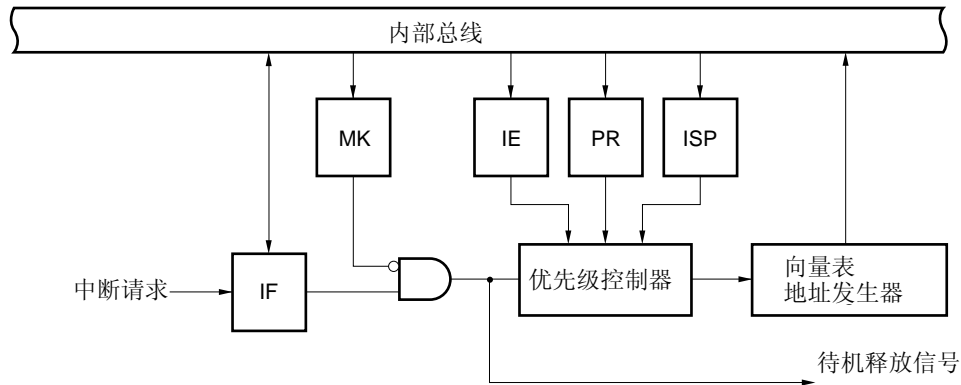 内部总线
MK
IE
PR
ISP
中断请求
IF
优先级控制器
向量表
地址发生器
待机释放信号